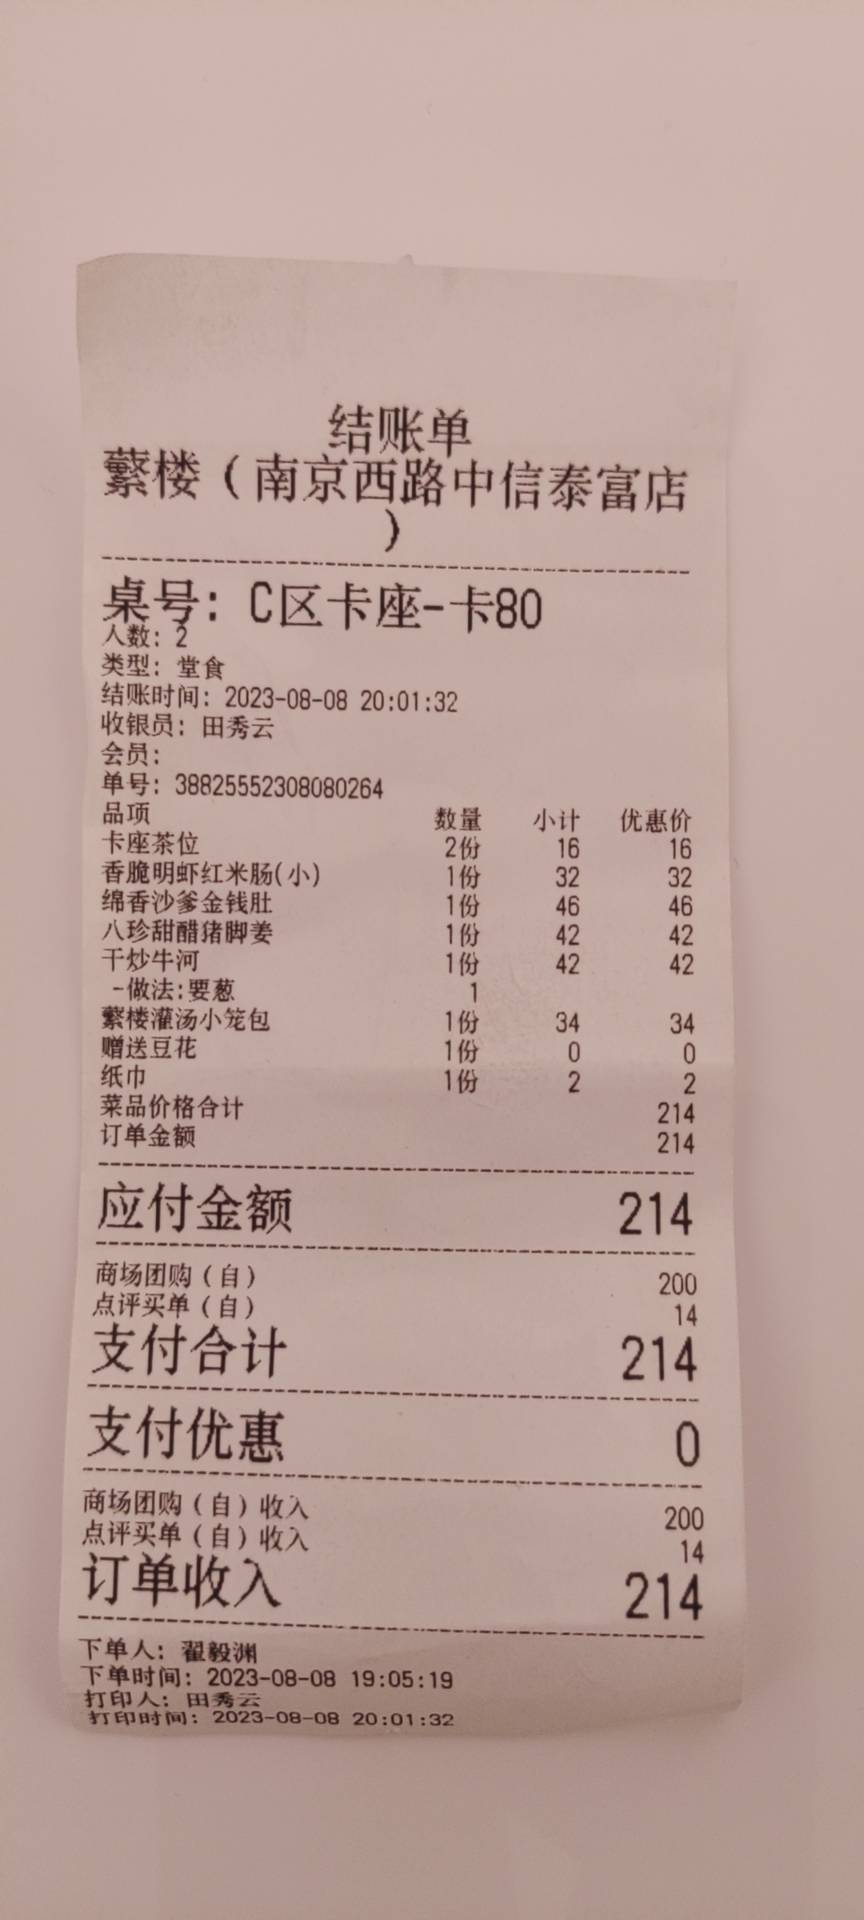 结账单
蘩楼（南京西路中信泰富店
）
桌号：C区卡座-卡80
人数：2
类型：堂食
结账时间：2023-08-08 20:01:32
收银员：田秀云
会员：
单号：38825552308080264
品项 数量 小计 优惠价
卡座茶位 2份 16 16
香脆明虾红米肠(小) 1份 32 32
绵香沙爹金钱肚 1份 46 46
八珍甜醋猪脚姜 1份 42 42
干炒牛河 1份 42 42
-做法:要葱 1
蘩楼灌汤小笼包 1份 34 34
赠送豆花 1份 0 0
纸巾 1份 2 2
菜品价格合计 214
订单金额 214
应付金额 214
商场团购（自） 200
点评买单（自） 14
支付合计 214
支付优惠 0
商场团购（自）收入 200
点评买单（自）收入 14
订单收入 214
下单人：翟毅渊
下单时间：2023-08-08 19:05:19
打印人：田秀云
打印时间：2023-08-08 20:01:32